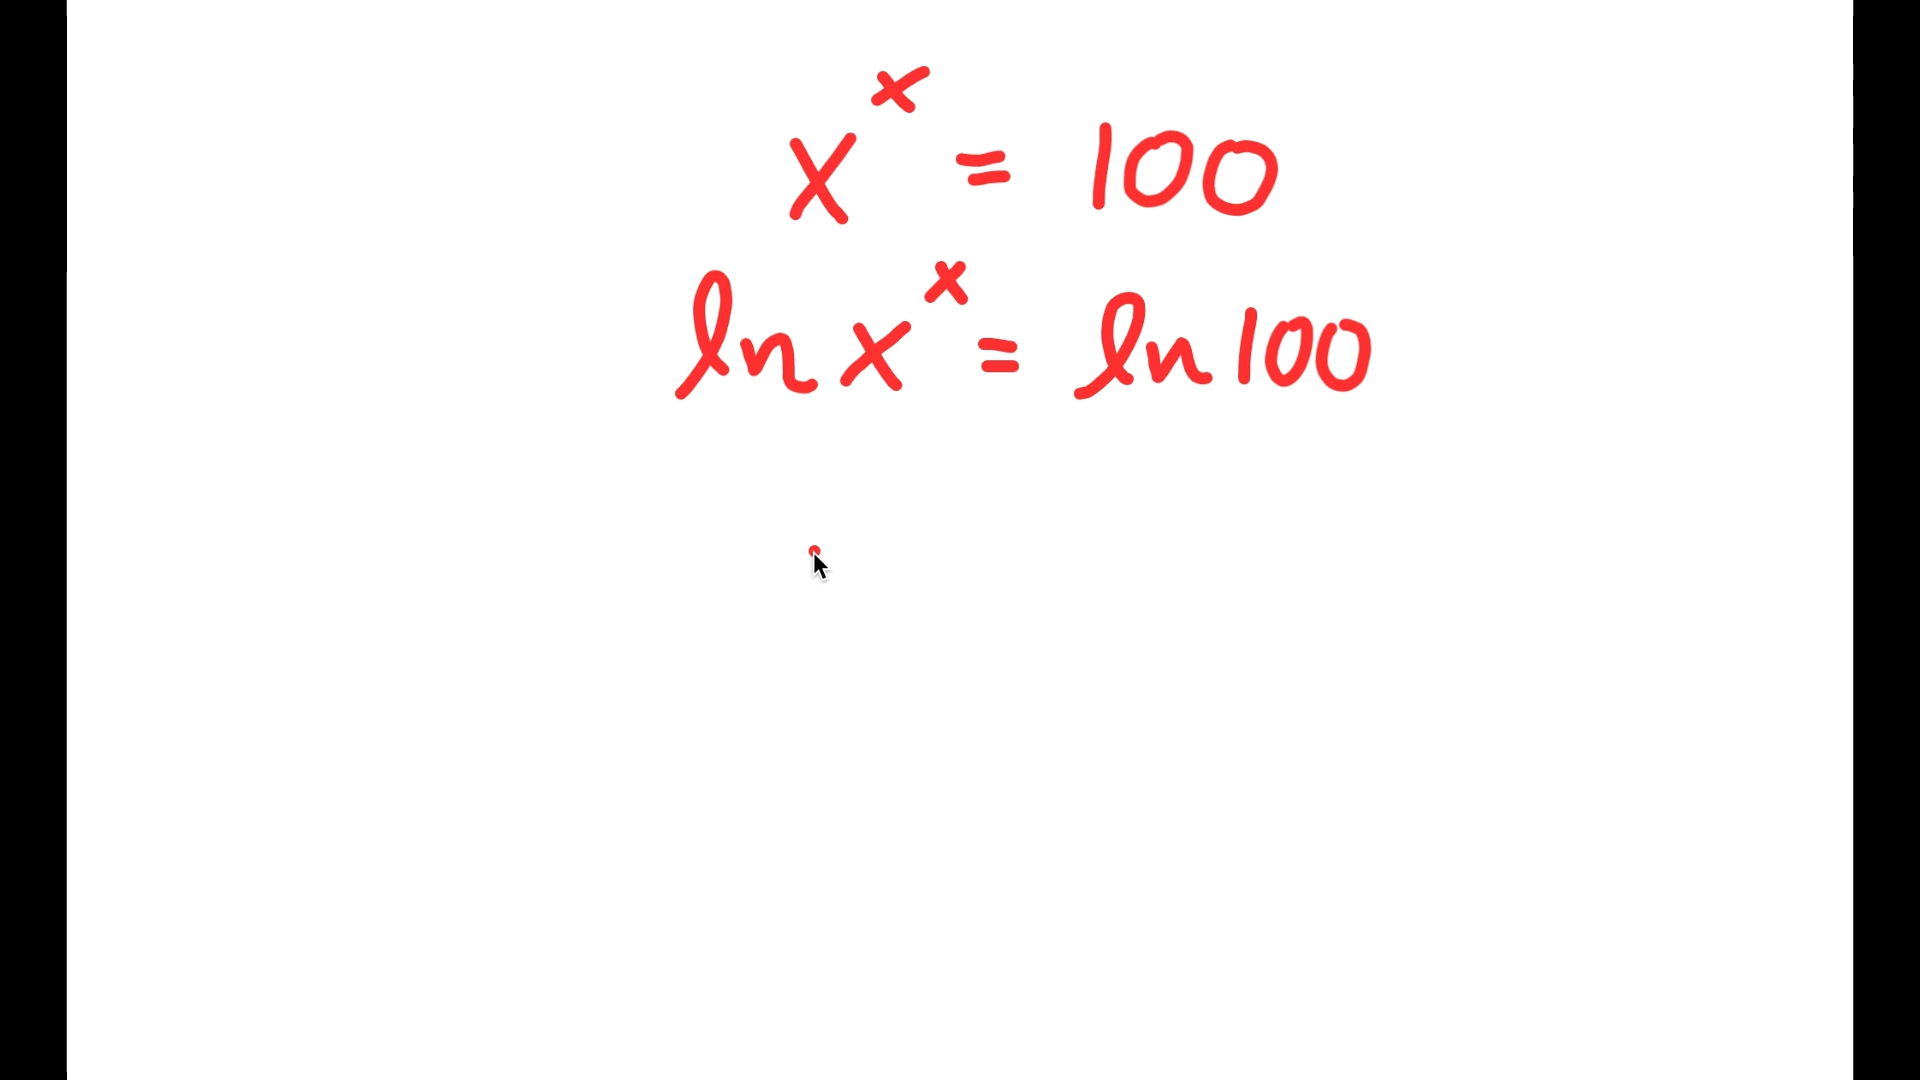 x^x = 100
ln x^x = ln 100